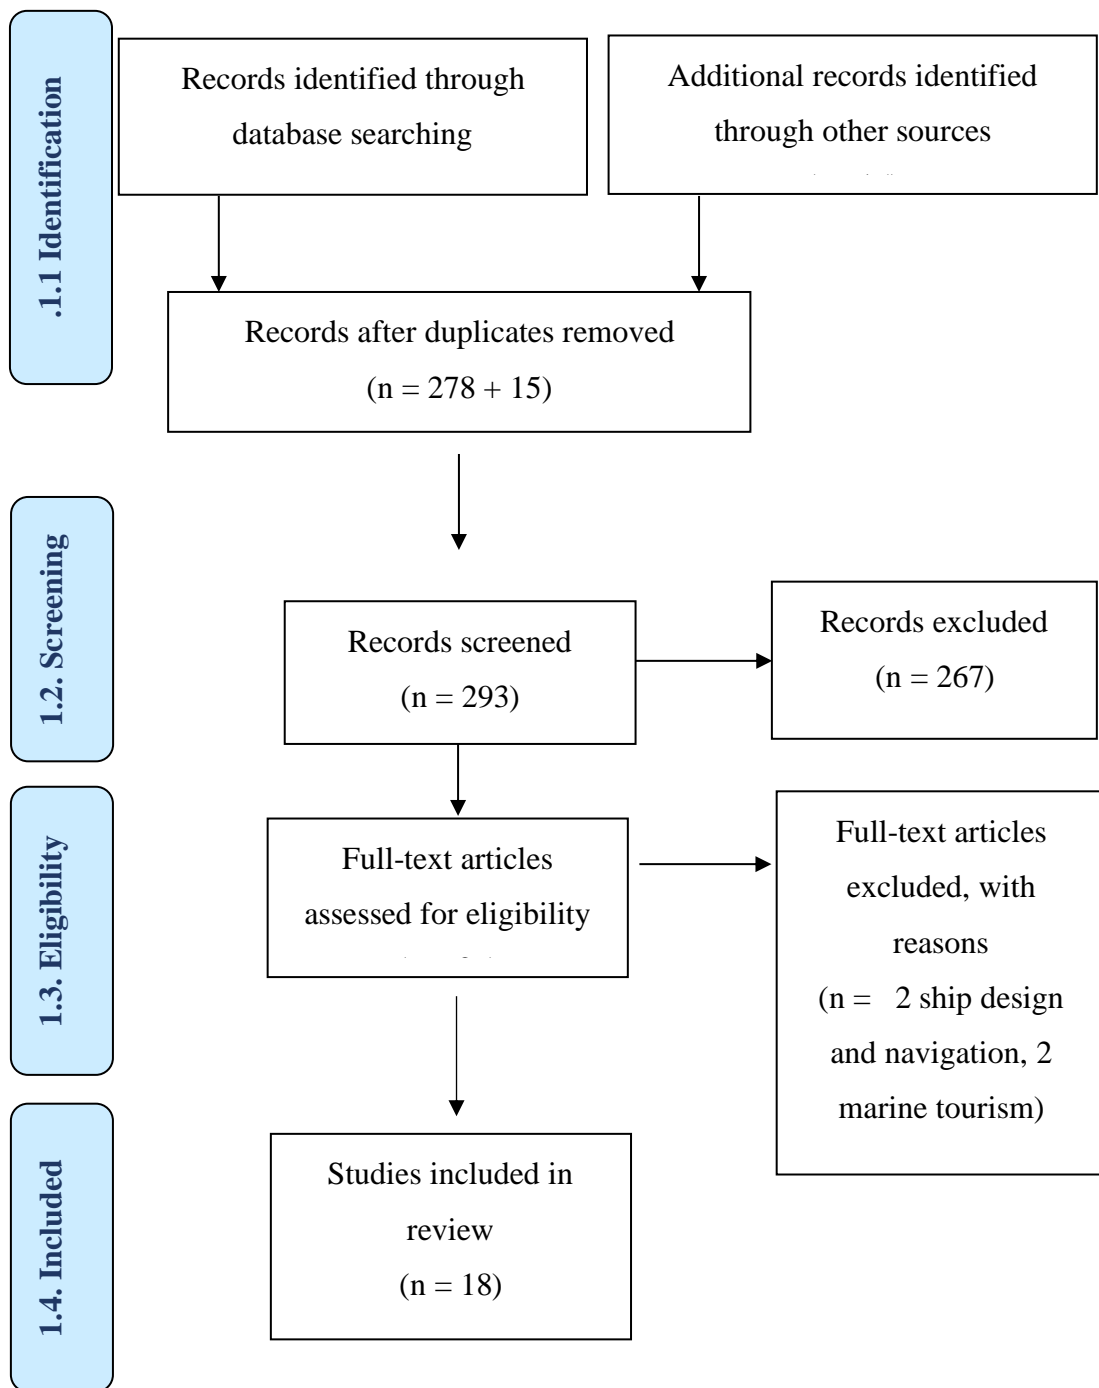 .1.1 Identification
Records identified through
database searching
Additional records identified
through other sources
Records after duplicates removed
(n = 278 + 15)
1.2. Screening
Records screened
(n = 293)
Records excluded
(n = 267)
1.3. Eligibility
Full-text articles
assessed for eligibility
Full-text articles
excluded, with
reasons
(n =   2 ship design
and navigation, 2
marine tourism)
1.4. Included
Studies included in
review
(n = 18)